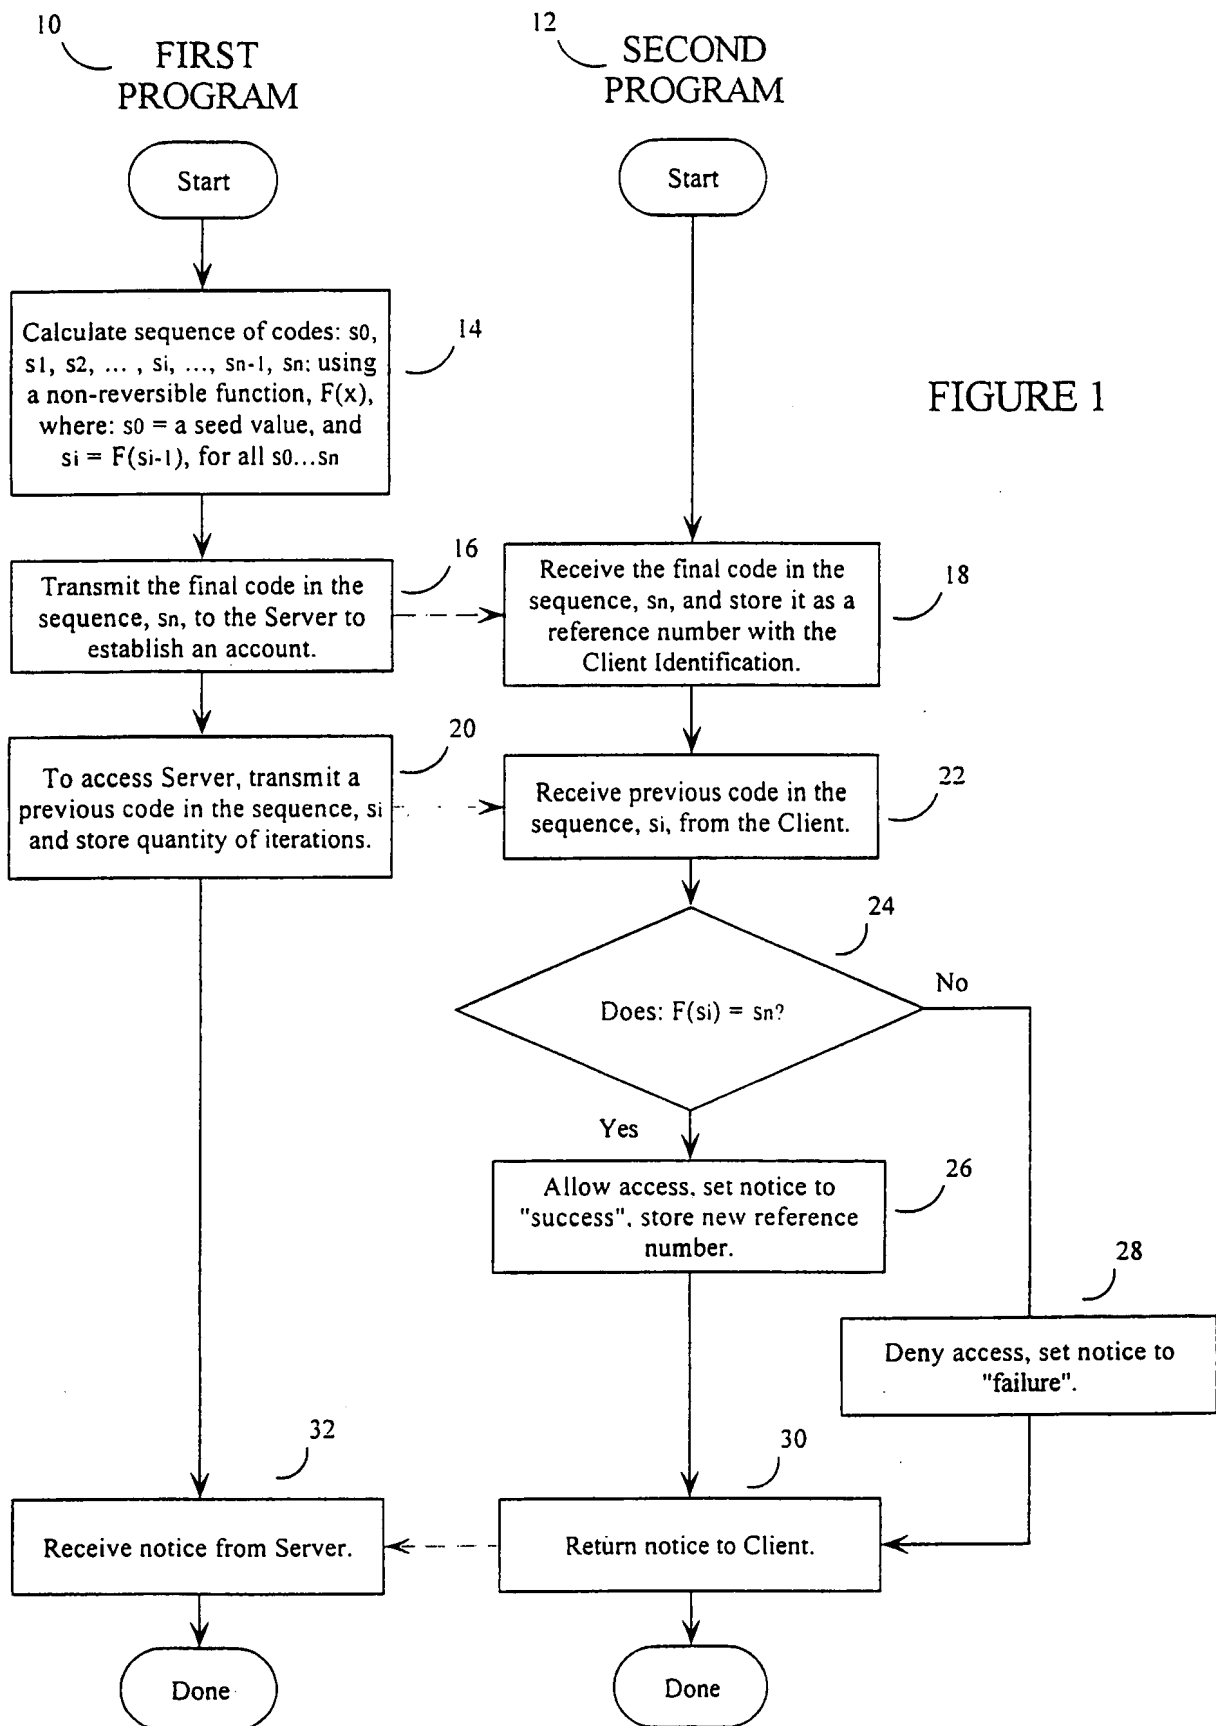 10
FIRST
PROGRAM
12
SECOND
PROGRAM
Start
Start
Calculate sequence of codes: s0,
s1, s2, ... , si, ..., sn-1, sn; using
a non-reversible function, F(x),
where: s0 = a seed value, and
si = F(si-1), for all s0...sn
14
FIGURE 1
Transmit the final code in the
sequence, sn, to the Server to
establish an account.
16
Receive the final code in the
sequence, sn, and store it as a
reference number with the
Client Identification.
18
To access Server, transmit a
previous code in the sequence, si
and store quantity of iterations.
20
Receive previous code in the
sequence, si, from the Client.
22
24
Does: F(si) = sn?
No
Yes
Allow access, set notice to
"success", store new reference
number.
26
28
Deny access, set notice to
"failure".
32
30
Receive notice from Server.
Return notice to Client.
Done
Done